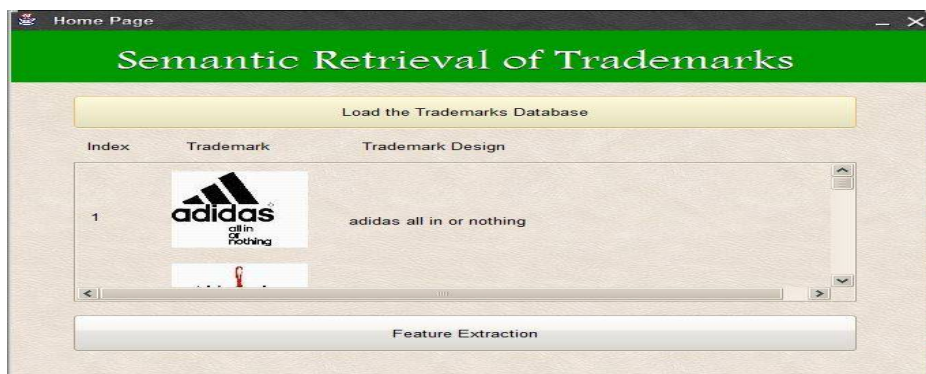 Home Page
Semantic Retrieval of Trademarks
Load the Trademarks Database
Index Trademark Trademark Design
1
adidas
all in
or
nothing
adidas all in or nothing
Feature Extraction